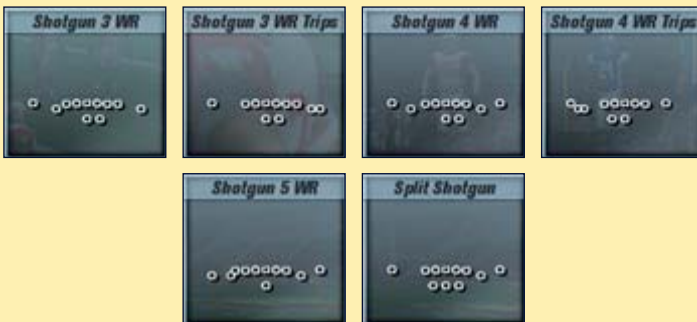 Shotgun 3 WR
Shotgun 3 WR Trips
Shotgun 4 WR
Shotgun 4 WR Trips
Shotgun 5 WR
Split Shotgun